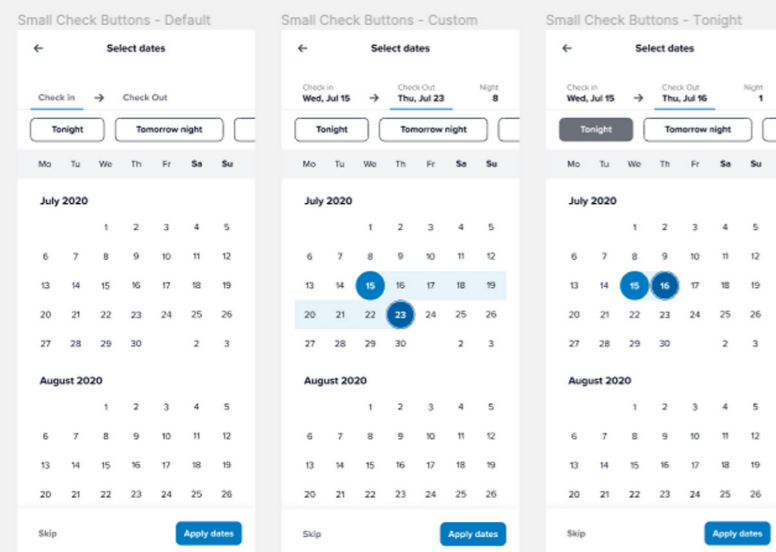 Small Check Buttons - Default
Select dates
Check in
Check Out
Tonight
Tomorrow night
Mo Tu We Th Fr Sa Su
July 2020
1 2 3 4 5
6 7 8 9 10 11 12
13 14 15 16 17 18 19
20 21 22 23 24 25 26
27 28 29 30 2 3
August 2020
1 2 3 4 5
6 7 8 9 10 11 12
13 14 15 16 17 18 19
20 21 22 23 24 25 26
Skip
Apply dates
Small Check Buttons - Custom
Select dates
Check in
Wed, Jul 15
Check Out
Thu, Jul 23
Night
8
Tonight
Tomorrow night
Mo Tu We Th Fr Sa Su
July 2020
1 2 3 4 5
6 7 8 9 10 11 12
13 14 15 16 17 18 19
20 21 22 23 24 25 26
27 28 29 30 2 3
August 2020
1 2 3 4 5
6 7 8 9 10 11 12
13 14 15 16 17 18 19
20 21 22 23 24 25 26
Skip
Apply dates
Small Check Buttons - Tonight
Select dates
Check in
Wed, Jul 15
Check Out
Thu, Jul 16
Night
1
Tonight
Tomorrow night
Mo Tu We Th Fr Sa Su
July 2020
1 2 3 4 5
6 7 8 9 10 11 12
13 14 15 16 17 18 19
20 21 22 23 24 25 26
27 28 29 30 2 3
August 2020
1 2 3 4 5
6 7 8 9 10 11 12
13 14 15 16 17 18 19
20 21 22 23 24 25 26
Skip
Apply dates